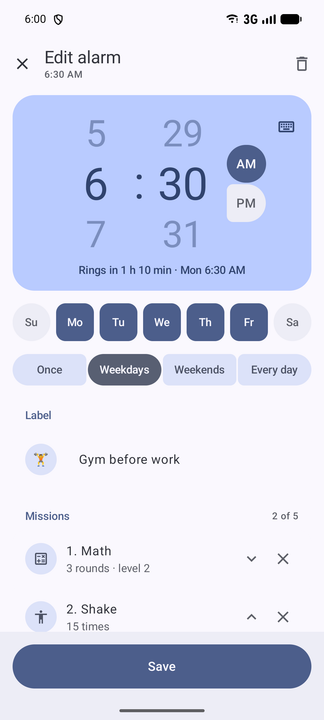 6:00
3G
Edit alarm
6:30 AM
5 29
6 : 30
7 31
AM
PM
Rings in 1 h 10 min · Mon 6:30 AM
Su Mo Tu We Th Fr Sa
Once Weekdays Weekends Every day
Label
Gym before work
Missions 2 of 5
1. Math
3 rounds · level 2
2. Shake
15 times
Save